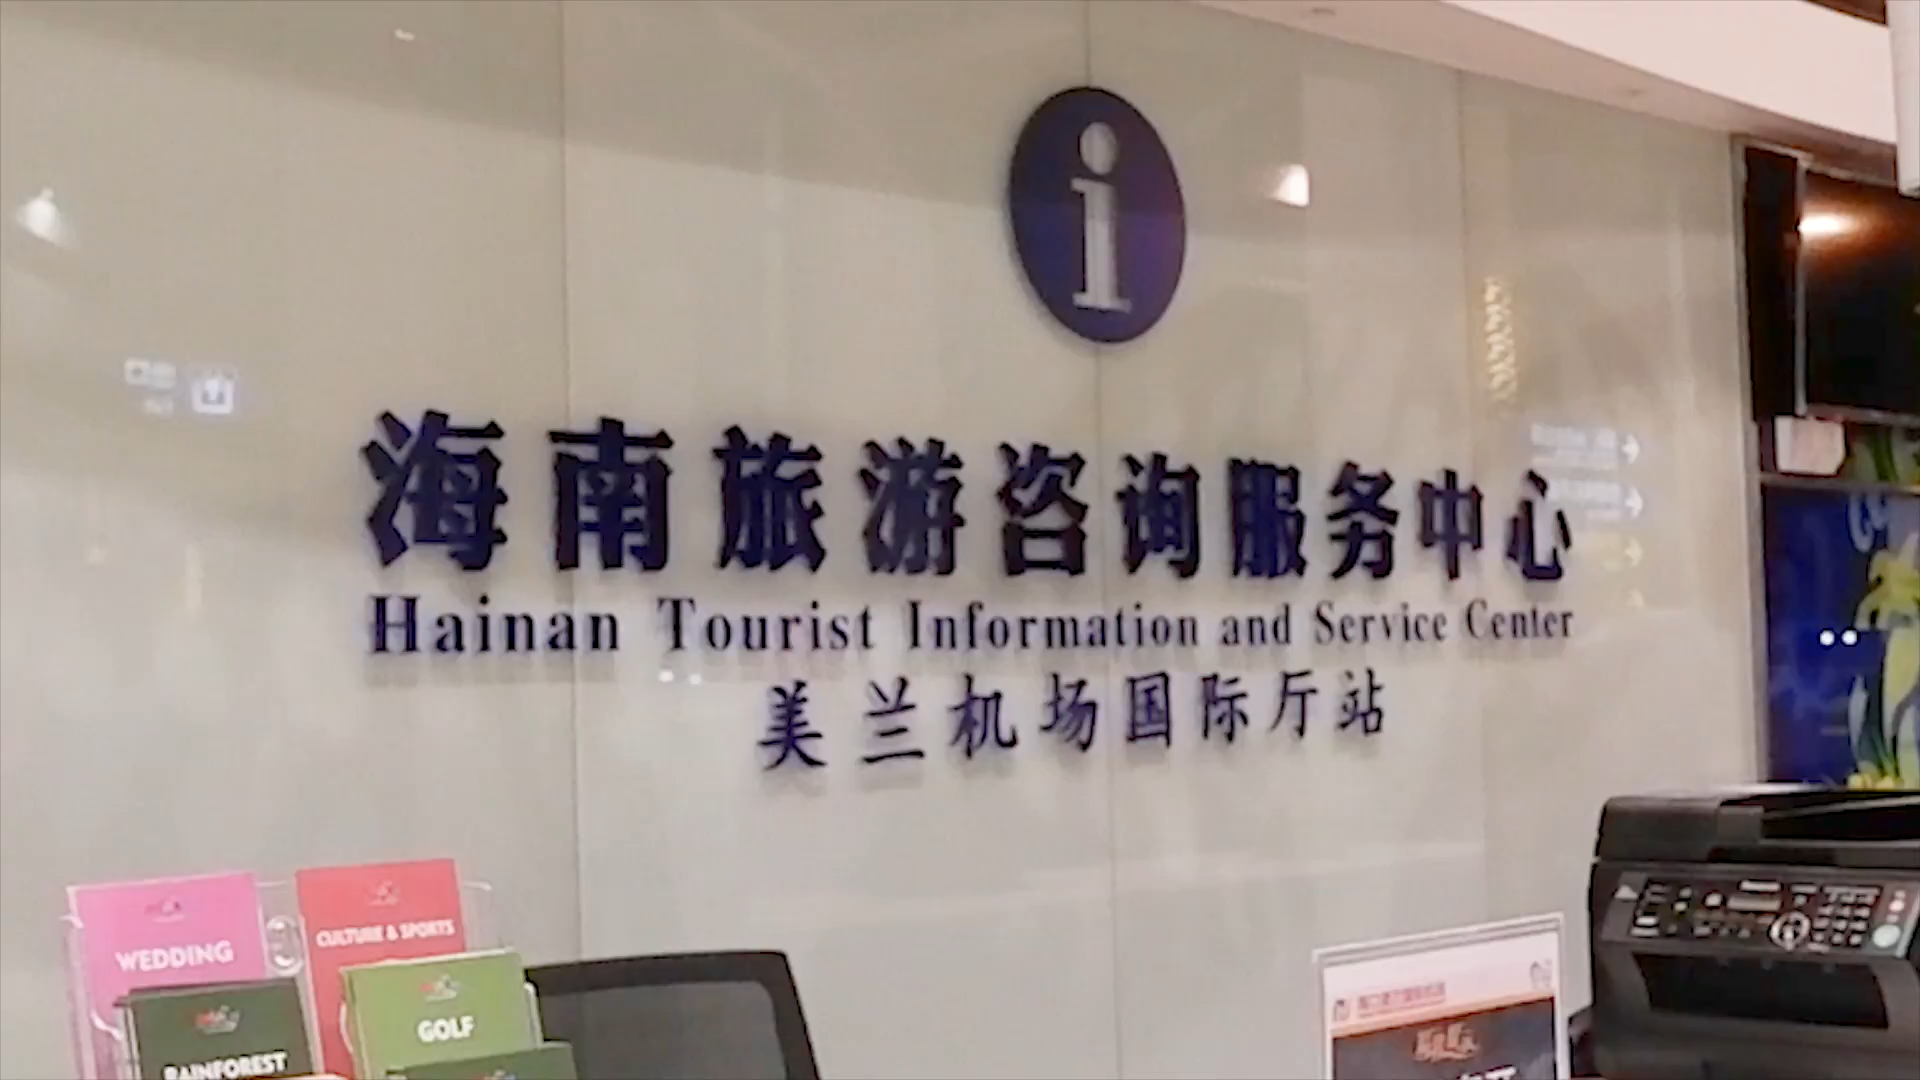 i
海南旅游咨询服务中心
Hainan Tourist Information and Service Center
美兰机场国际厅站
WEDDING
CULTURE & SPORTS
RAINFOREST
GOLF